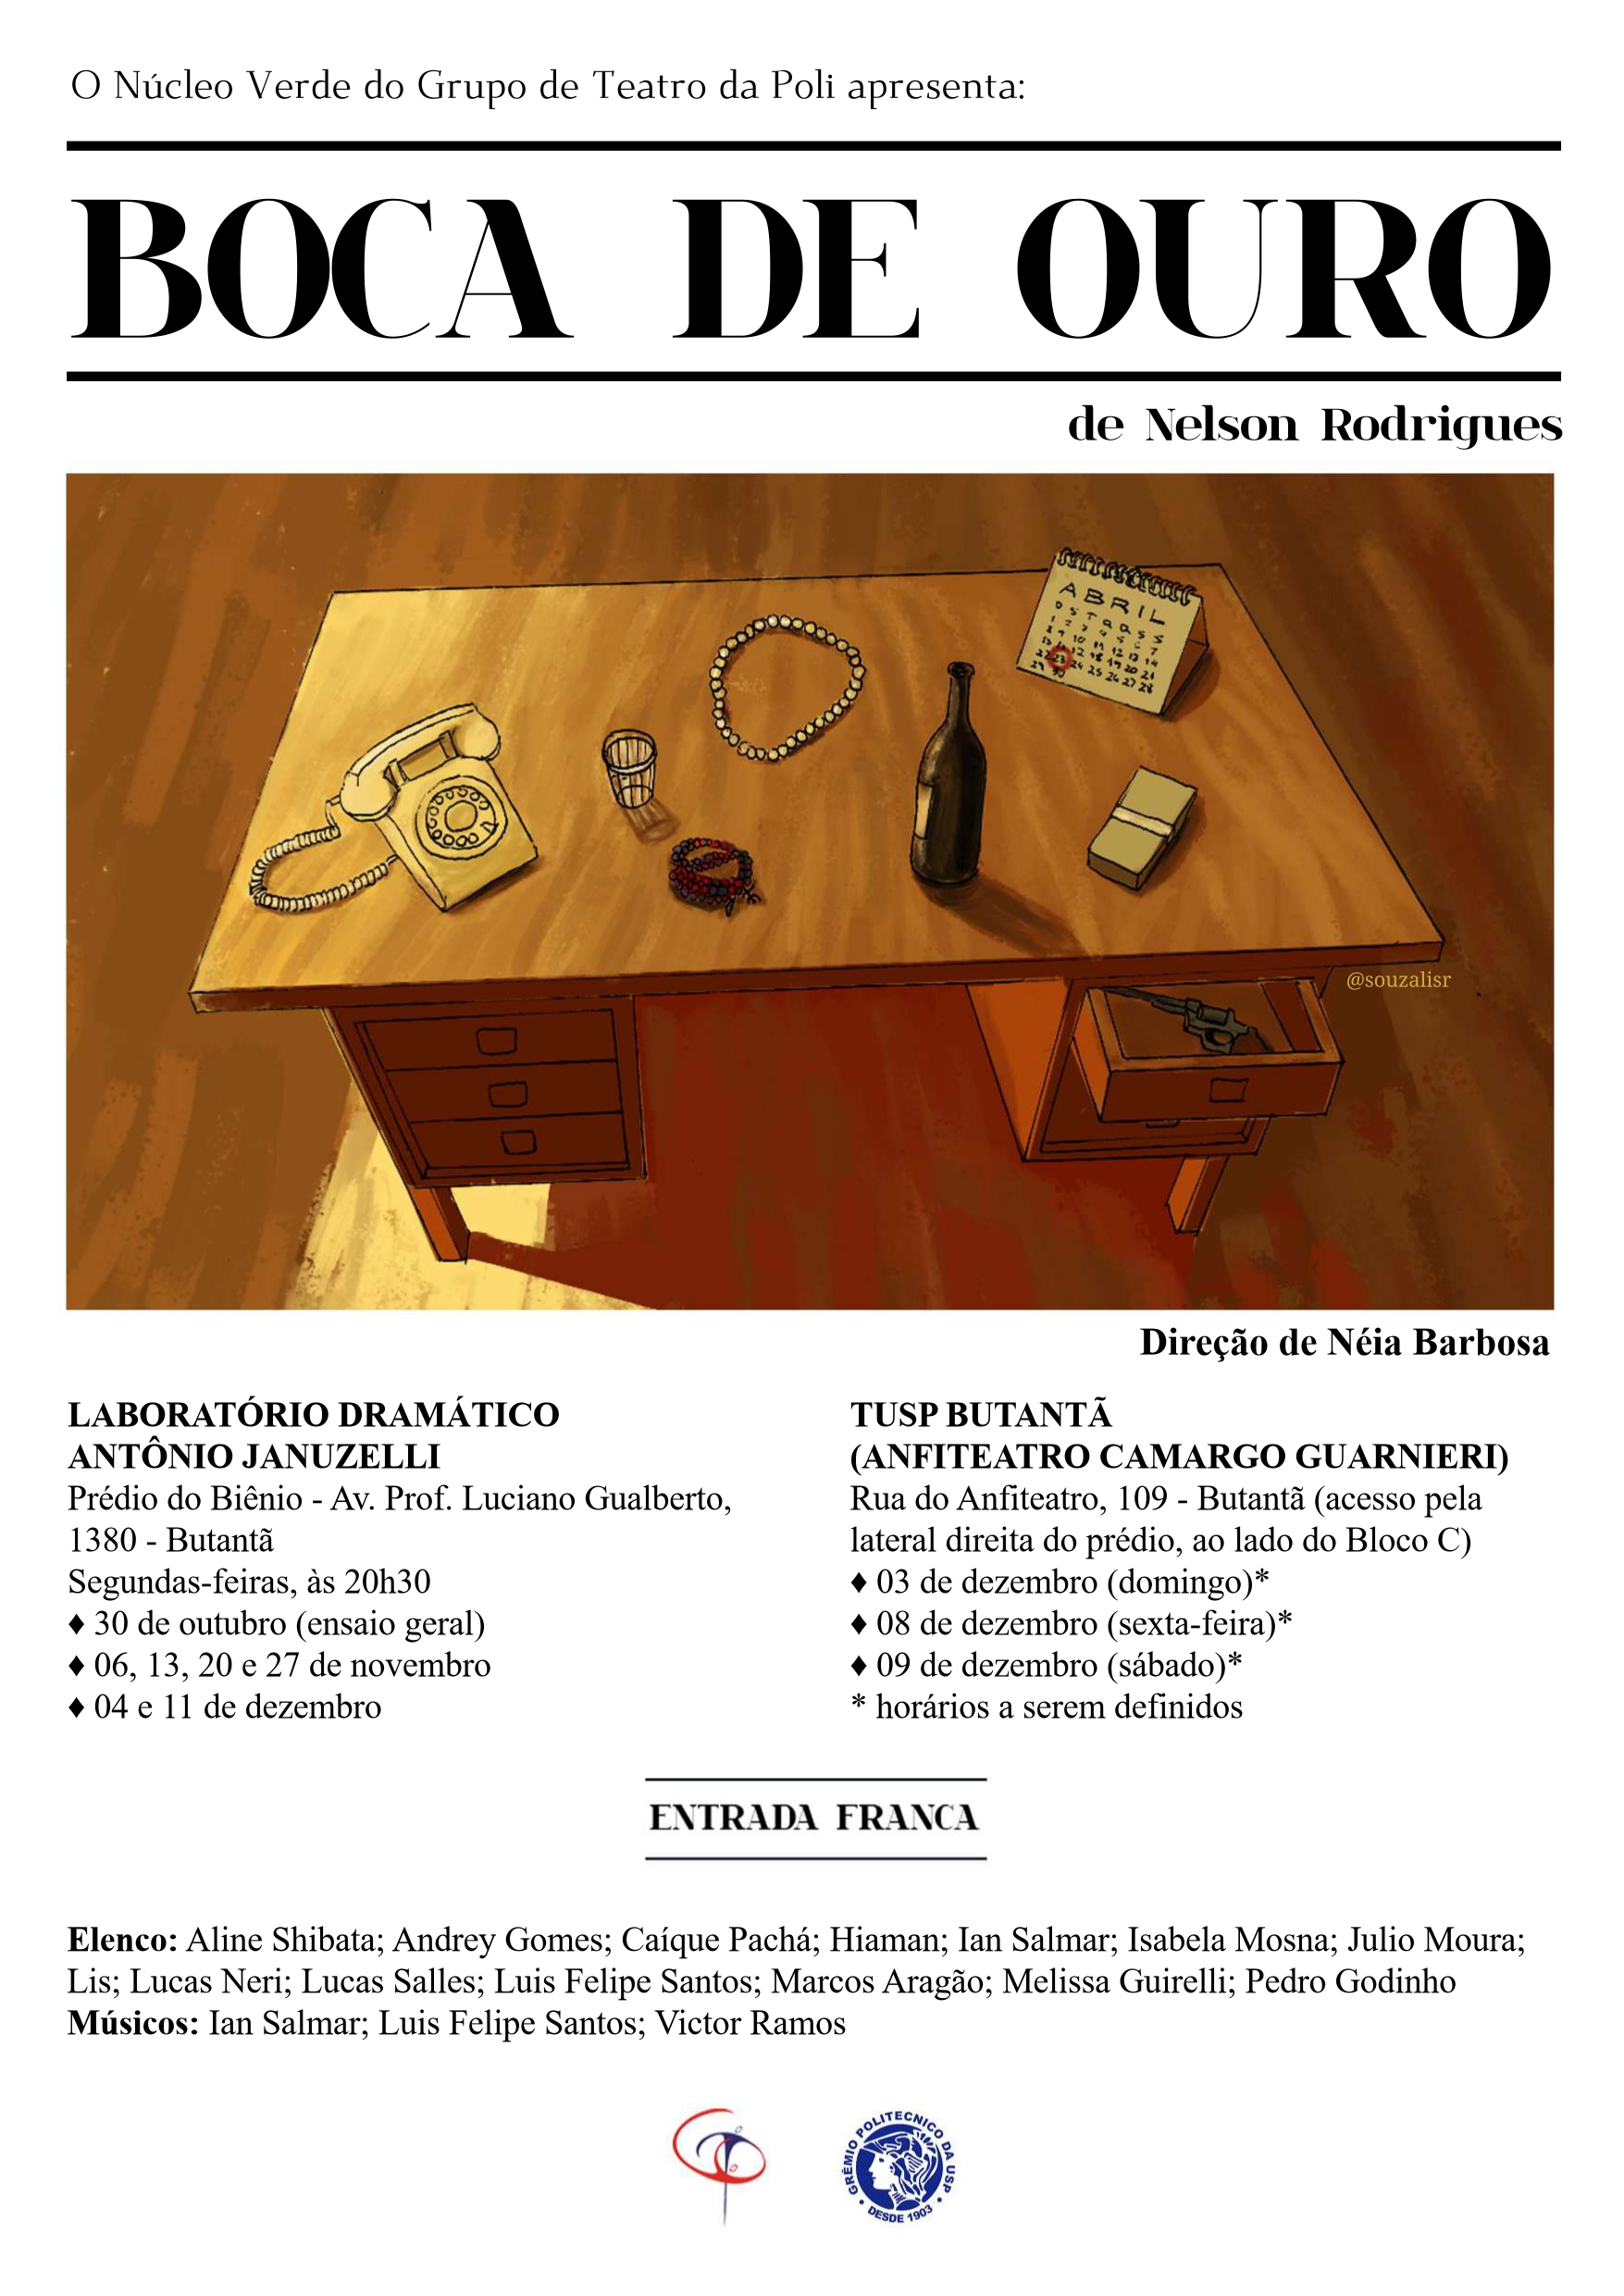 O Núcleo Verde do Grupo de Teatro da Poli apresenta:
BOCA DE OURO
de Nelson Rodrigues
ABRIL
@souzalisr
Direção de Néia Barbosa
LABORATÓRIO DRAMÁTICO
ANTÔNIO JANUZELLI
Prédio do Biênio - Av. Prof. Luciano Gualberto,
1380 - Butantã
Segundas-feiras, às 20h30
♦ 30 de outubro (ensaio geral)
♦ 06, 13, 20 e 27 de novembro
♦ 04 e 11 de dezembro
TUSP BUTANTÃ
(ANFITEATRO CAMARGO GUARNIERI)
Rua do Anfiteatro, 109 - Butantã (acesso pela
lateral direita do prédio, ao lado do Bloco C)
♦ 03 de dezembro (domingo)*
♦ 08 de dezembro (sexta-feira)*
♦ 09 de dezembro (sábado)*
* horários a serem definidos
ENTRADA FRANCA
Elenco: Aline Shibata; Andrey Gomes; Caíque Pachá; Hiaman; Ian Salmar; Isabela Mosna; Julio Moura;
Lis; Lucas Neri; Lucas Salles; Luis Felipe Santos; Marcos Aragão; Melissa Guirelli; Pedro Godinho
Músicos: Ian Salmar; Luis Felipe Santos; Victor Ramos
GRÊMIO POLITECNICO DA USP
DESDE 1903